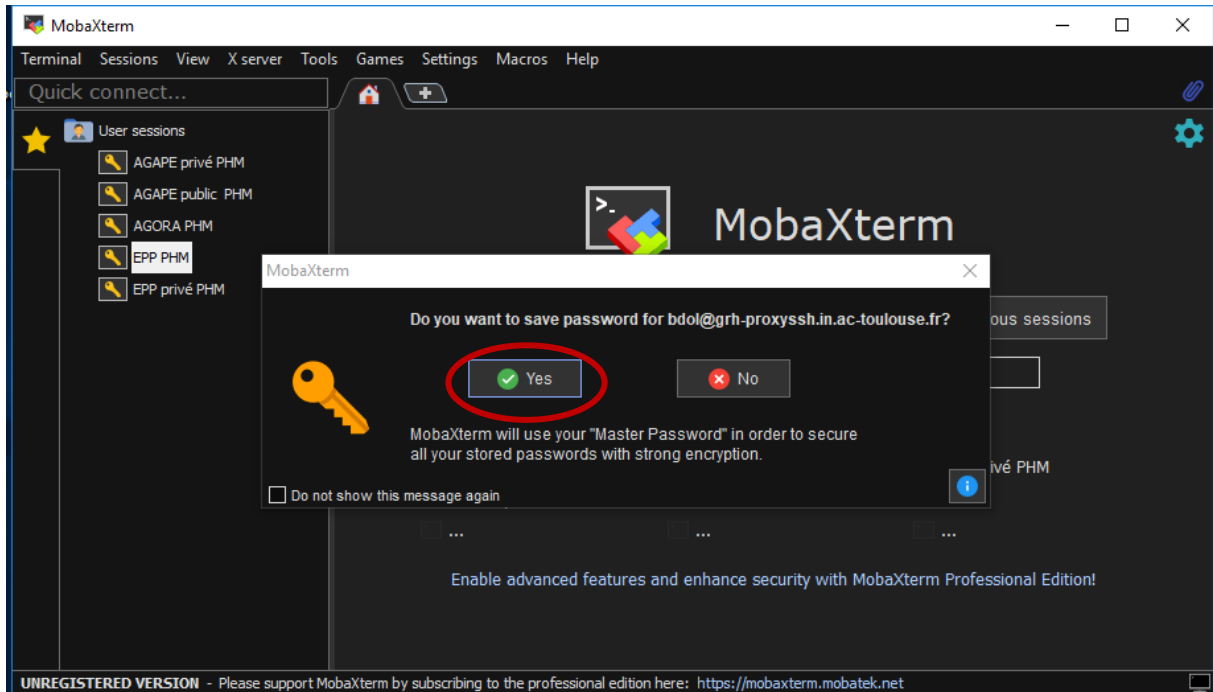 MobaXterm
Terminal Sessions View X server Tools Games Settings Macros Help
Quick connect...
User sessions
AGAPE privé PHM
AGAPE public PHM
AGORA PHM
EPP PHM
EPP privé PHM
>_
MobaXterm
MobaXterm
Do you want to save password for bdol@grh-proxyssh.in.ac-toulouse.fr?
Yes No
MobaXterm will use your "Master Password" in order to secure
all your stored passwords with strong encryption.
Do not show this message again
sessions
PHM
... ... ...
Enable advanced features and enhance security with MobaXterm Professional Edition!
UNREGISTERED VERSION - Please support MobaXterm by subscribing to the professional edition here: https://mobaxterm.mobatek.net